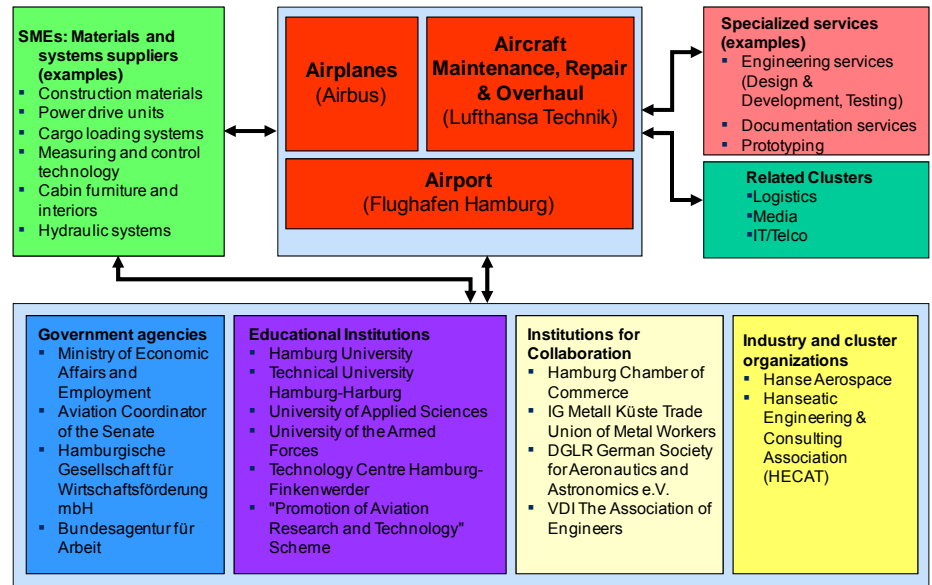 SMEs: Materials and
systems suppliers
(examples)
▪ Construction materials
▪ Power drive units
▪ Cargo loading systems
▪ Measuring and control
technology
▪ Cabin furniture and
interiors
▪ Hydraulic systems
Airplanes
(Airbus)
Aircraft
Maintenance, Repair
& Overhaul
(Lufthansa Technik)
Airport
(Flughafen Hamburg)
Specialized services
(examples)
▪ Engineering services
(Design &
Development, Testing)
▪ Documentation services
▪ Prototyping
Related Clusters
▪Logistics
▪Media
▪IT/Telco
Government agencies
▪ Ministry of Economic
Affairs and
Employment
▪ Aviation Coordinator
of the Senate
▪ Hamburgische
Gesellschaft für
Wirtschaftsförderung
mbH
▪ Bundesagentur für
Arbeit
Educational Institutions
▪ Hamburg University
▪ Technical University
Hamburg-Harburg
▪ University of Applied Sciences
▪ University of the Armed
Forces
▪ Technology Centre Hamburg-
Finkenwerder
▪ "Promotion of Aviation
Research and Technology"
Scheme
Institutions for
Collaboration
▪ Hamburg Chamber of
Commerce
▪ IG Metall Küste Trade
Union of Metal Workers
▪ DGLR German Society
for Aeronautics and
Astronomics e.V.
▪ VDI The Association of
Engineers
Industry and cluster
organizations
▪ Hanse Aerospace
▪ Hanseatic
Engineering &
Consulting
Association
(HECAT)